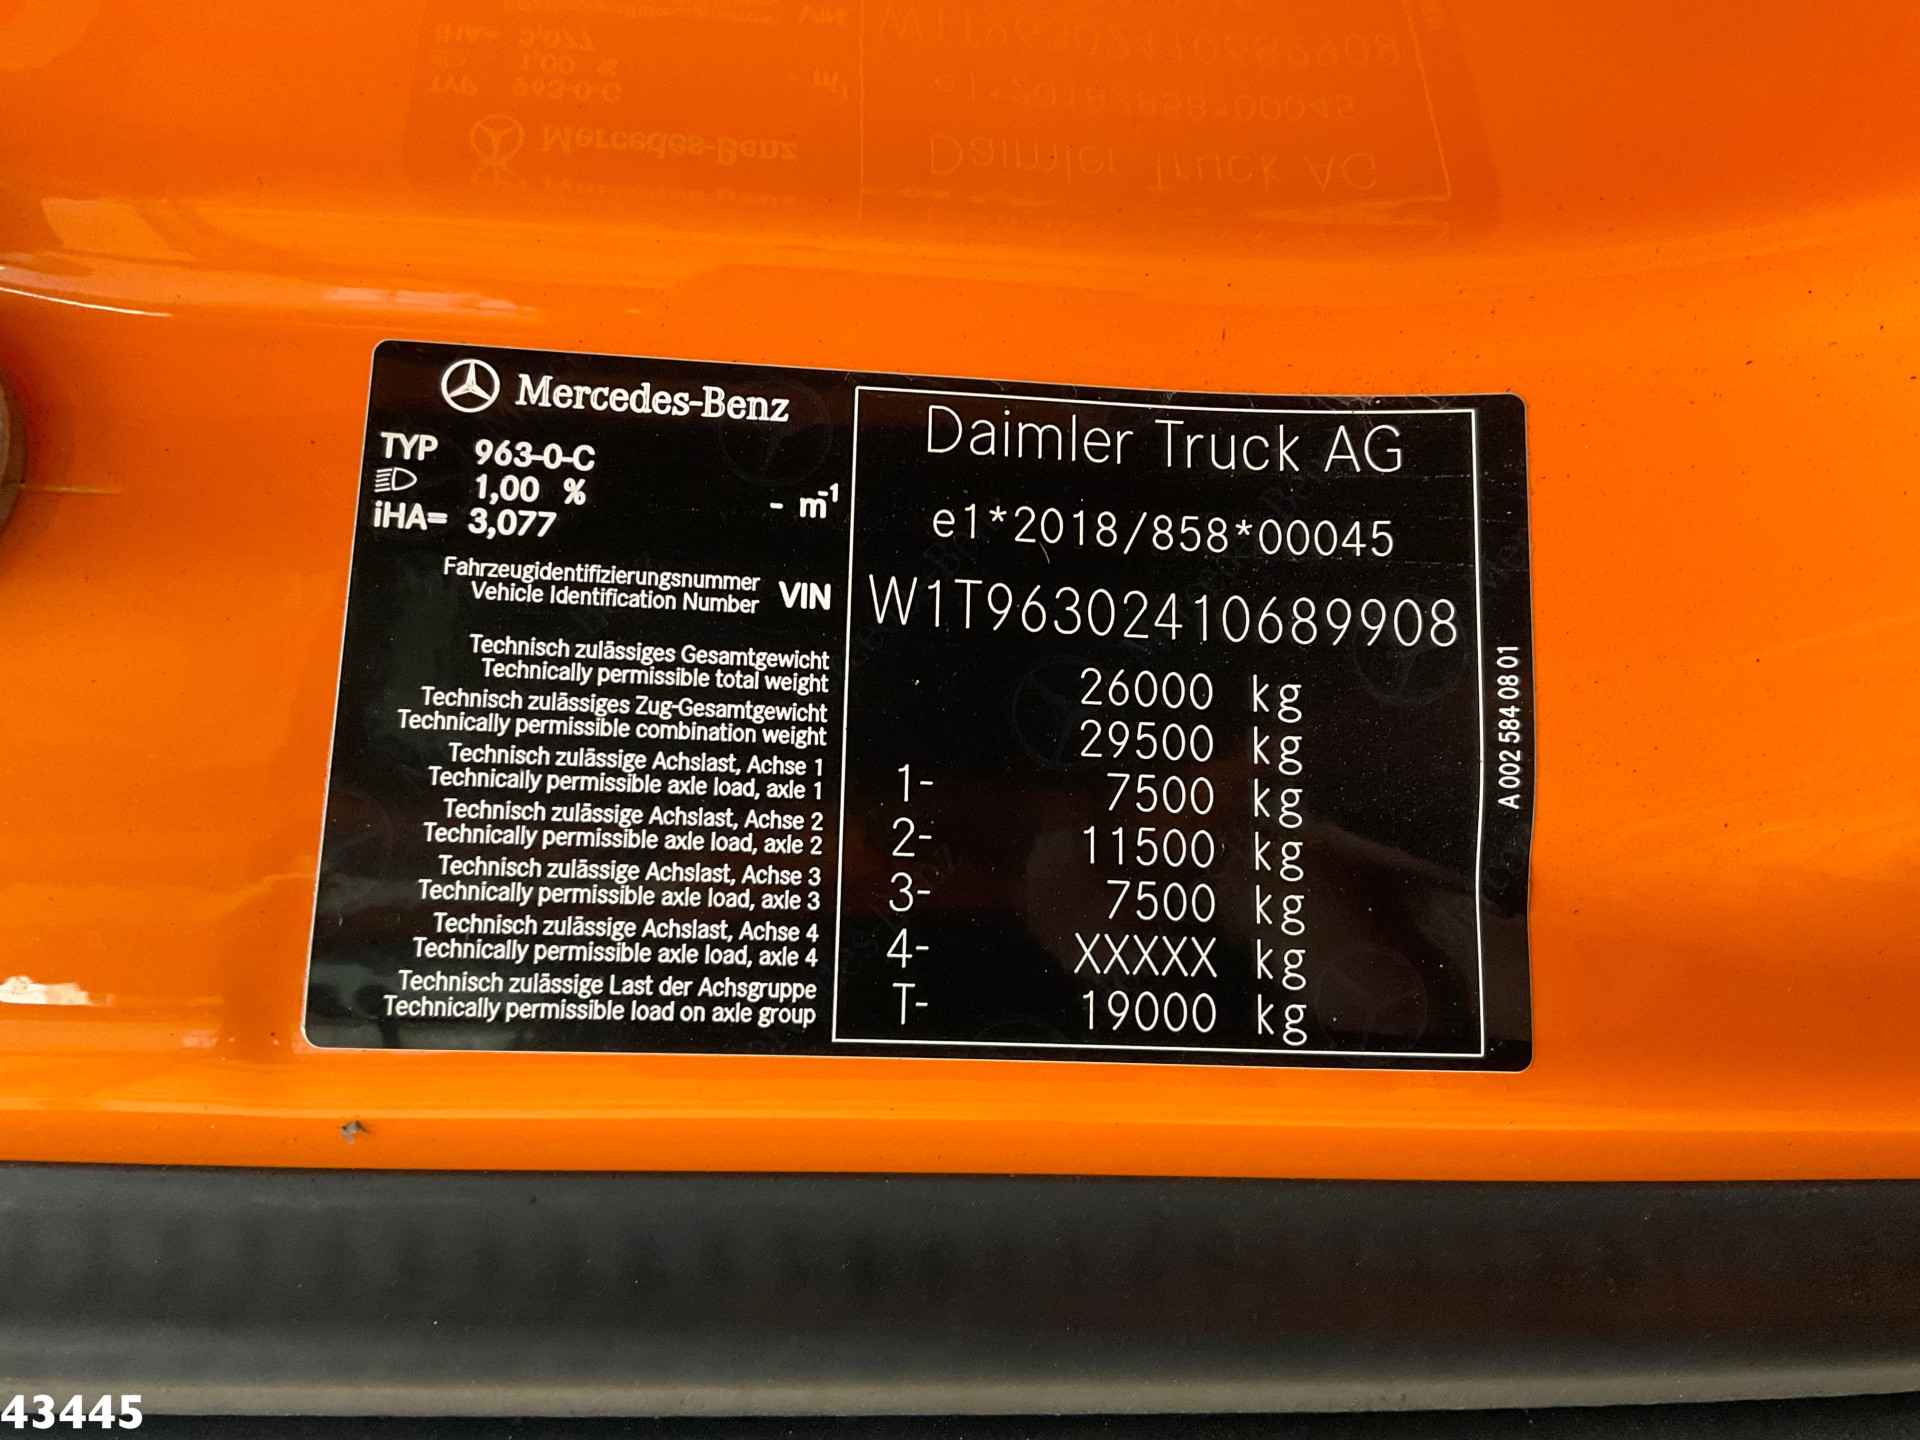 Mercedes-Benz
TYP 963-0-C
1,00 % - m-1
iHA= 3,077
Fahrzeugidentifizierungsnummer
Vehicle Identification Number VIN
Technisch zulässiges Gesamtgewicht
Technically permissible total weight
Technisch zulässiges Zug-Gesamtgewicht
Technically permissible combination weight
Technisch zulässige Achslast, Achse 1
Technically permissible axle load, axle 1
Technisch zulässige Achslast, Achse 2
Technically permissible axle load, axle 2
Technisch zulässige Achslast, Achse 3
Technically permissible axle load, axle 3
Technisch zulässige Achslast, Achse 4
Technically permissible axle load, axle 4
Technisch zulässige Last der Achsgruppe
Technically permissible load on axle group
Daimler Truck AG
e1*2018/858*00045
W1T96302410689908
26000 kg
29500 kg
1- 7500 kg
2- 11500 kg
3- 7500 kg
4- XXXXX kg
T- 19000 kg
A 002 584 08 01
43445